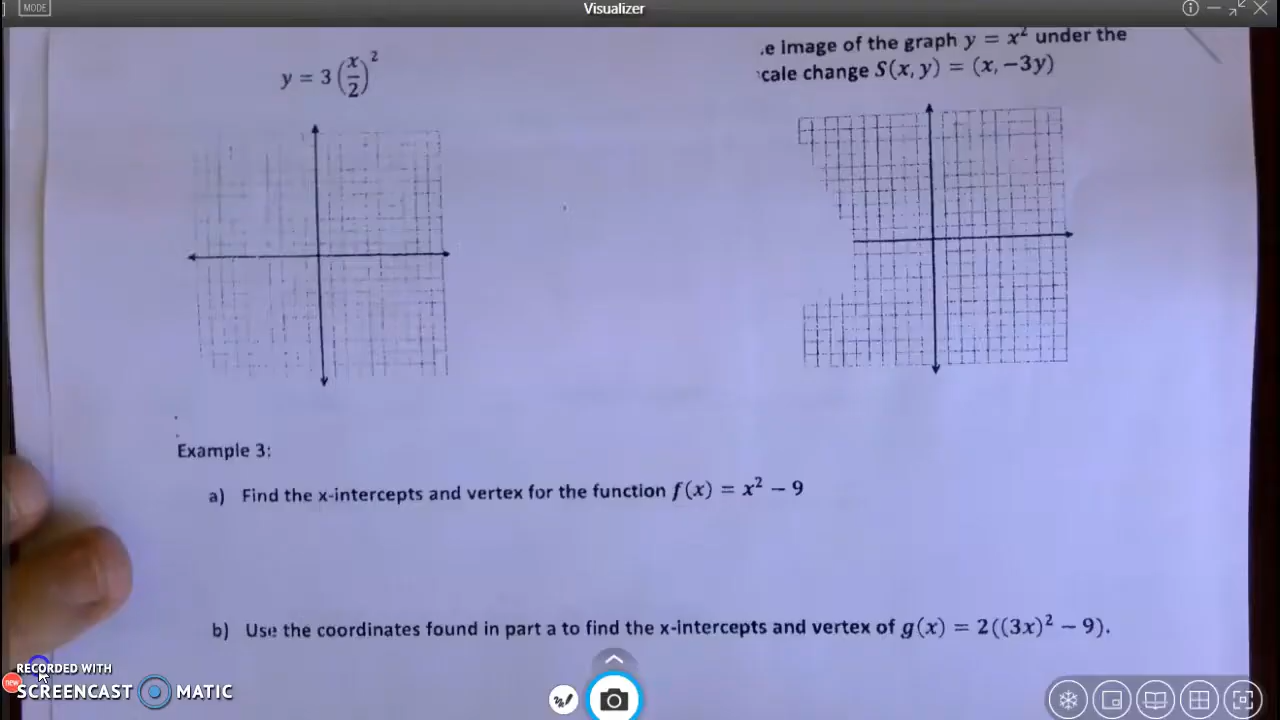 MODE
Visualizer
y = 3(x/2)²
.e image of the graph y = x² under the
cale change S(x, y) = (x, −3y)
Example 3:
a) Find the x-intercepts and vertex for the function f(x) = x² − 9
b) Use the coordinates found in part a to find the x-intercepts and vertex of g(x) = 2((3x)² − 9).
RECORDED WITH
new
SCREENCAST MATIC